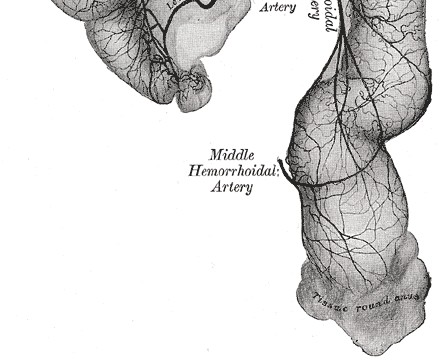 Artery
Middle
Hemorrhoidal
Artery
Tissue round anus